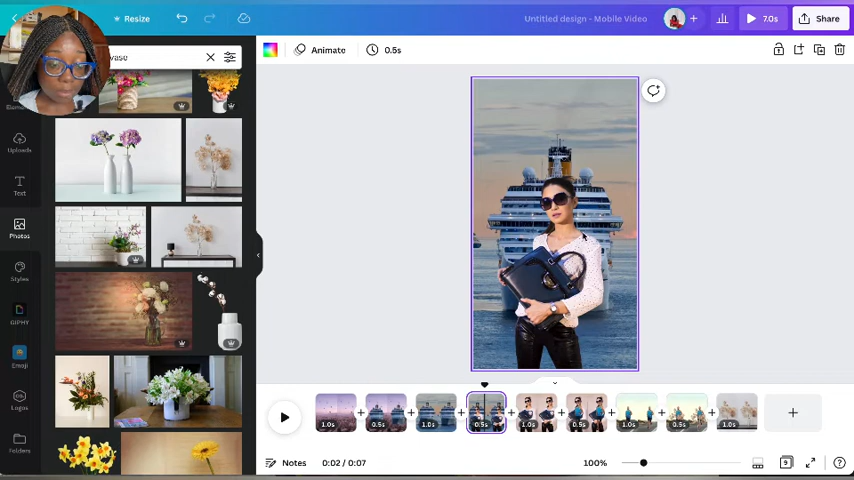 Resize
Untitled design - Mobile Video
7.0s
Share
vase
Animate
0.5s
Uploads
Text
Photos
Styles
GIPHY
Emoji
Logos
Folders
1.0s
0.5s
1.0s
0.5s
1.0s
0.5s
1.0s
0.5s
1.0s
Notes
0:02 / 0:07
100%
9